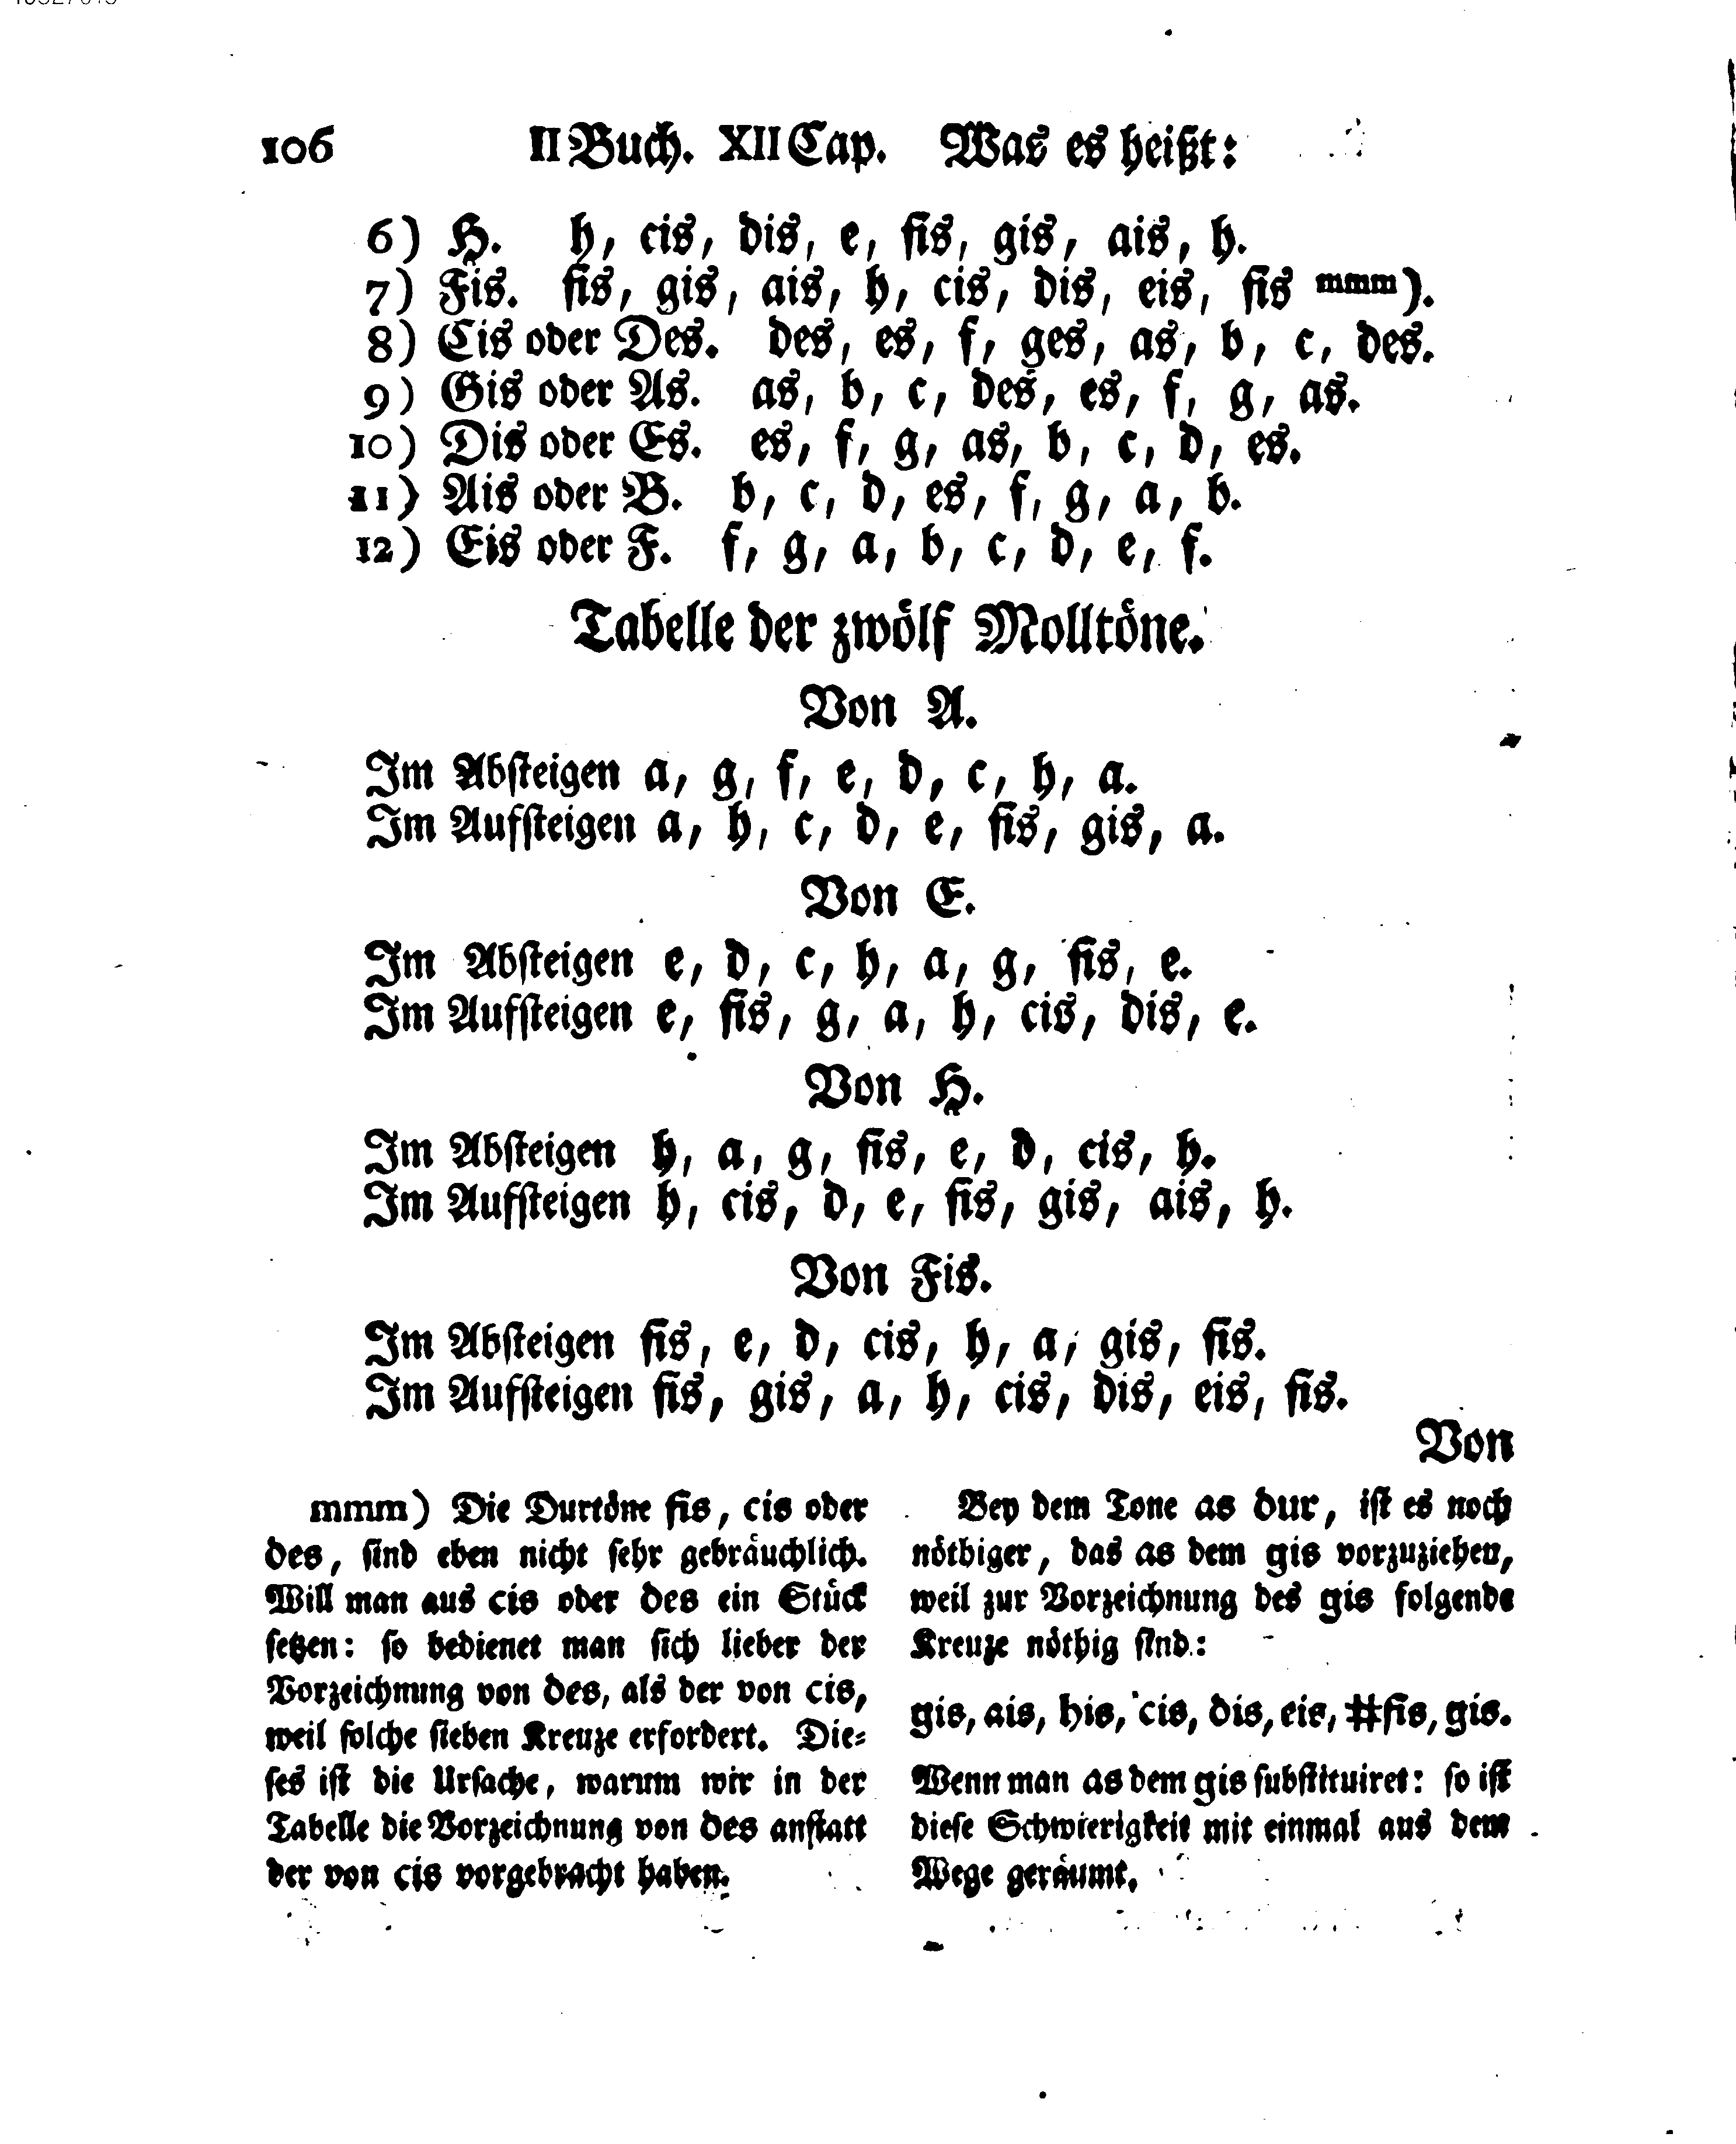 106 II Buch. XII Cap. Was es heißt:
6) H. h, cis, dis, e, fis, gis, ais, h.
7) Fis. fis, gis, ais, h, cis, dis, eis, fis mmm).
8) Cis oder Des. des, es, f, ges, as, b, c, des.
9) Gis oder As. as, b, c, des, es, f, g, as.
10) Dis oder Es. es, f, g, as, b, c, d, es.
11) Ais oder B. b, c, d, es, f, g, a, b.
12) Eis oder F. f, g, a, b, c, d, e, f.
Tabelle der zwölf Molltöne.
Von A.
Im Absteigen a, g, f, e, d, c, h, a.
Im Aufsteigen a, h, c, d, e, fis, gis, a.
Von E.
Im Absteigen e, d, c, h, a, g, fis, e.
Im Aufsteigen e, fis, g, a, h, cis, dis, e.
Von H.
Im Absteigen h, a, g, fis, e, d, cis, h.
Im Aufsteigen h, cis, d, e, fis, gis, ais, h.
Von Fis.
Im Absteigen fis, e, d, cis, h, a, gis, fis.
Im Aufsteigen fis, gis, a, h, cis, dis, eis, fis.
Von
mmm) Die Durtöne fis, cis oder
des, sind eben nicht sehr gebräuchlich.
Will man aus cis oder des ein Stück
setzen: so bedienet man sich lieber der
Vorzeichnung von des, als der von cis,
weil solche sieben Kreuze erfordert. Die-
ses ist die Ursache, warum wir in der
Tabelle die Vorzeichnung von des anstatt
der von cis vorgebracht haben.
Bey dem Tone as dur, ist es noch
nöthiger, das as dem gis vorzuziehen,
weil zur Vorzeichnung des gis folgende
Kreuze nöthig sind:
gis, ais, his, cis, dis, eis, #fis, gis.
Wenn man as dem gis substituiret: so ist
diese Schwierigkeit mit einmal aus dem
Wege geräumt.